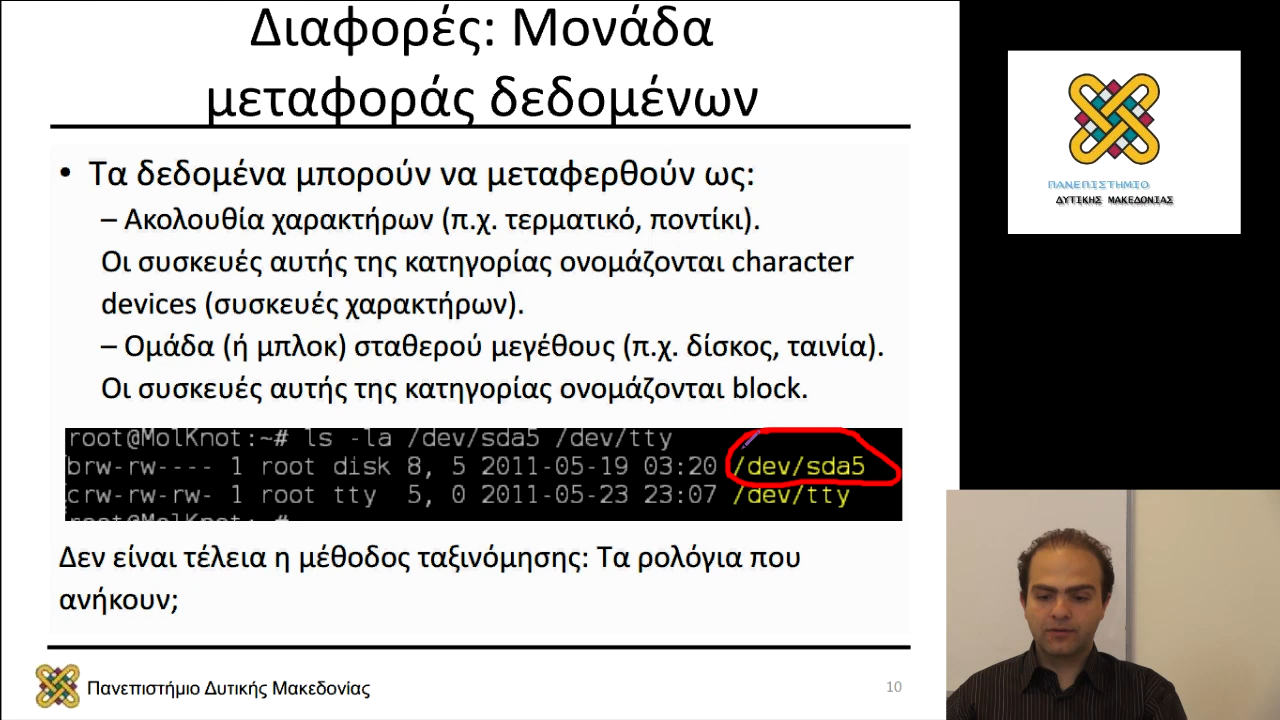 Διαφορές: Μονάδα
μεταφοράς δεδομένων
• Τα δεδομένα μπορούν να μεταφερθούν ως:
– Ακολουθία χαρακτήρων (π.χ. τερματικό, ποντίκι).
Οι συσκευές αυτής της κατηγορίας ονομάζονται character
devices (συσκευές χαρακτήρων).
– Ομάδα (ή μπλοκ) σταθερού μεγέθους (π.χ. δίσκος, ταινία).
Οι συσκευές αυτής της κατηγορίας ονομάζονται block.
root@MolKnot:~# ls -la /dev/sda5 /dev/tty
brw-rw---- 1 root disk 8, 5 2011-05-19 03:20 /dev/sda5
crw-rw-rw- 1 root tty 5, 0 2011-05-23 23:07 /dev/tty
root@MolKnot:~#
Δεν είναι τέλεια η μέθοδος ταξινόμησης: Τα ρολόγια που
ανήκουν;
Πανεπιστήμιο Δυτικής Μακεδονίας
10
ΠΑΝΕΠΙΣΤΗΜΙΟ
ΔΥΤΙΚΗΣ ΜΑΚΕΔΟΝΙΑΣ